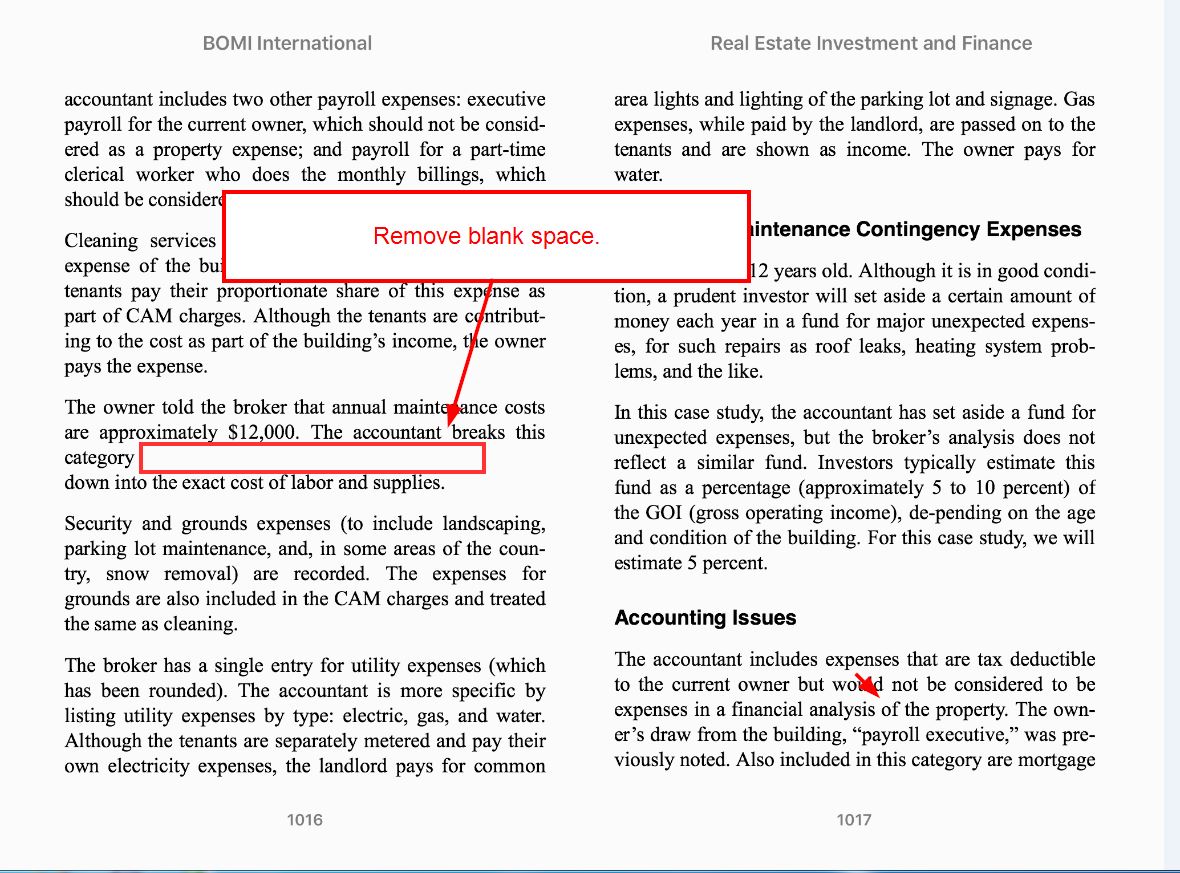 BOMI International
accountant includes two other payroll expenses: executive
payroll for the current owner, which should not be consid-
ered as a property expense; and payroll for a part-time
clerical worker who does the monthly billings, which
should be considere
Cleaning services
expense of the bui
tenants pay their proportionate share of this expense as
part of CAM charges. Although the tenants are contribut-
ing to the cost as part of the building’s income, the owner
pays the expense.
The owner told the broker that annual maintenance costs
are approximately $12,000. The accountant breaks this
category
down into the exact cost of labor and supplies.
Security and grounds expenses (to include landscaping,
parking lot maintenance, and, in some areas of the coun-
try, snow removal) are recorded. The expenses for
grounds are also included in the CAM charges and treated
the same as cleaning.
The broker has a single entry for utility expenses (which
has been rounded). The accountant is more specific by
listing utility expenses by type: electric, gas, and water.
Although the tenants are separately metered and pay their
own electricity expenses, the landlord pays for common
1016
Remove blank space.
Real Estate Investment and Finance
area lights and lighting of the parking lot and signage. Gas
expenses, while paid by the landlord, are passed on to the
tenants and are shown as income. The owner pays for
water.
intenance Contingency Expenses
12 years old. Although it is in good condi-
tion, a prudent investor will set aside a certain amount of
money each year in a fund for major unexpected expens-
es, for such repairs as roof leaks, heating system prob-
lems, and the like.
In this case study, the accountant has set aside a fund for
unexpected expenses, but the broker’s analysis does not
reflect a similar fund. Investors typically estimate this
fund as a percentage (approximately 5 to 10 percent) of
the GOI (gross operating income), de-pending on the age
and condition of the building. For this case study, we will
estimate 5 percent.
Accounting Issues
The accountant includes expenses that are tax deductible
to the current owner but would not be considered to be
expenses in a financial analysis of the property. The own-
er’s draw from the building, “payroll executive,” was pre-
viously noted. Also included in this category are mortgage
1017